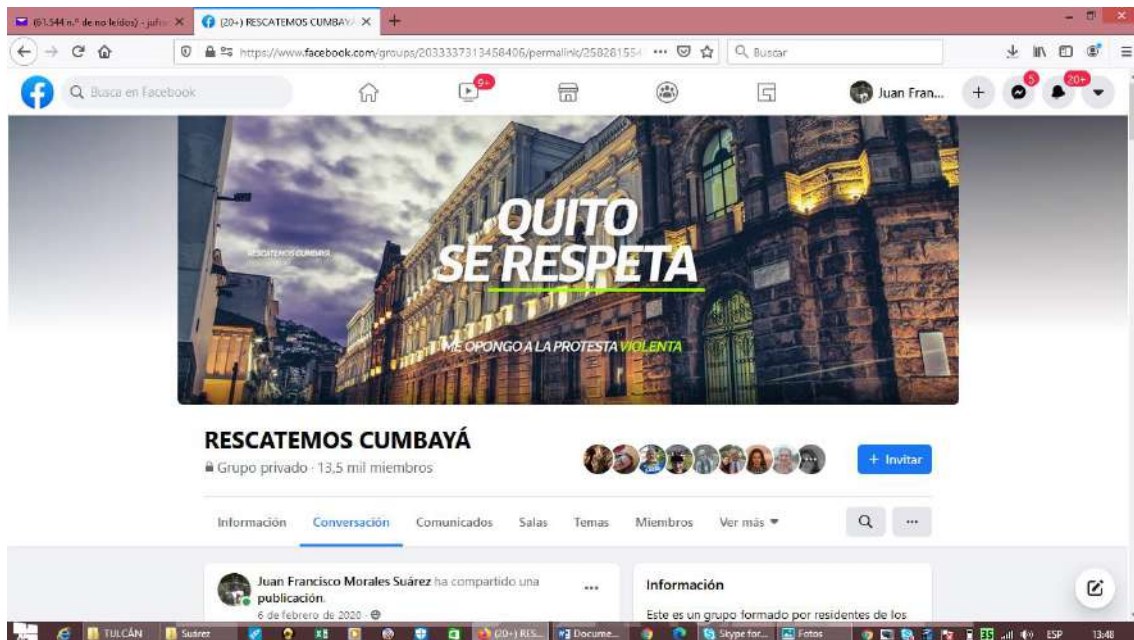 (61.544 n.º de no leídos) - jufra
(20+) RESCATEMOS CUMBAYÁ
https://www.facebook.com/groups/2033337313458406/permalink/258281554
Buscar
Busca en Facebook
9+
Juan Fran...
5
20+
RESCATEMOS CUMBAYÁ
QUITO
SE RESPETA
ME OPONGO A LA PROTESTA VIOLENTA
RESCATEMOS CUMBAYÁ
Grupo privado · 13,5 mil miembros
+ Invitar
Información Conversación Comunicados Salas Temas Miembros Ver más
Juan Francisco Morales Suárez ha compartido una
publicación.
6 de febrero de 2020
Información
Este es un grupo formado por residentes de los
TULCÁN
Suárez
(20+) RES...
Docume...
Skype for...
Fotos
ESP
13:48